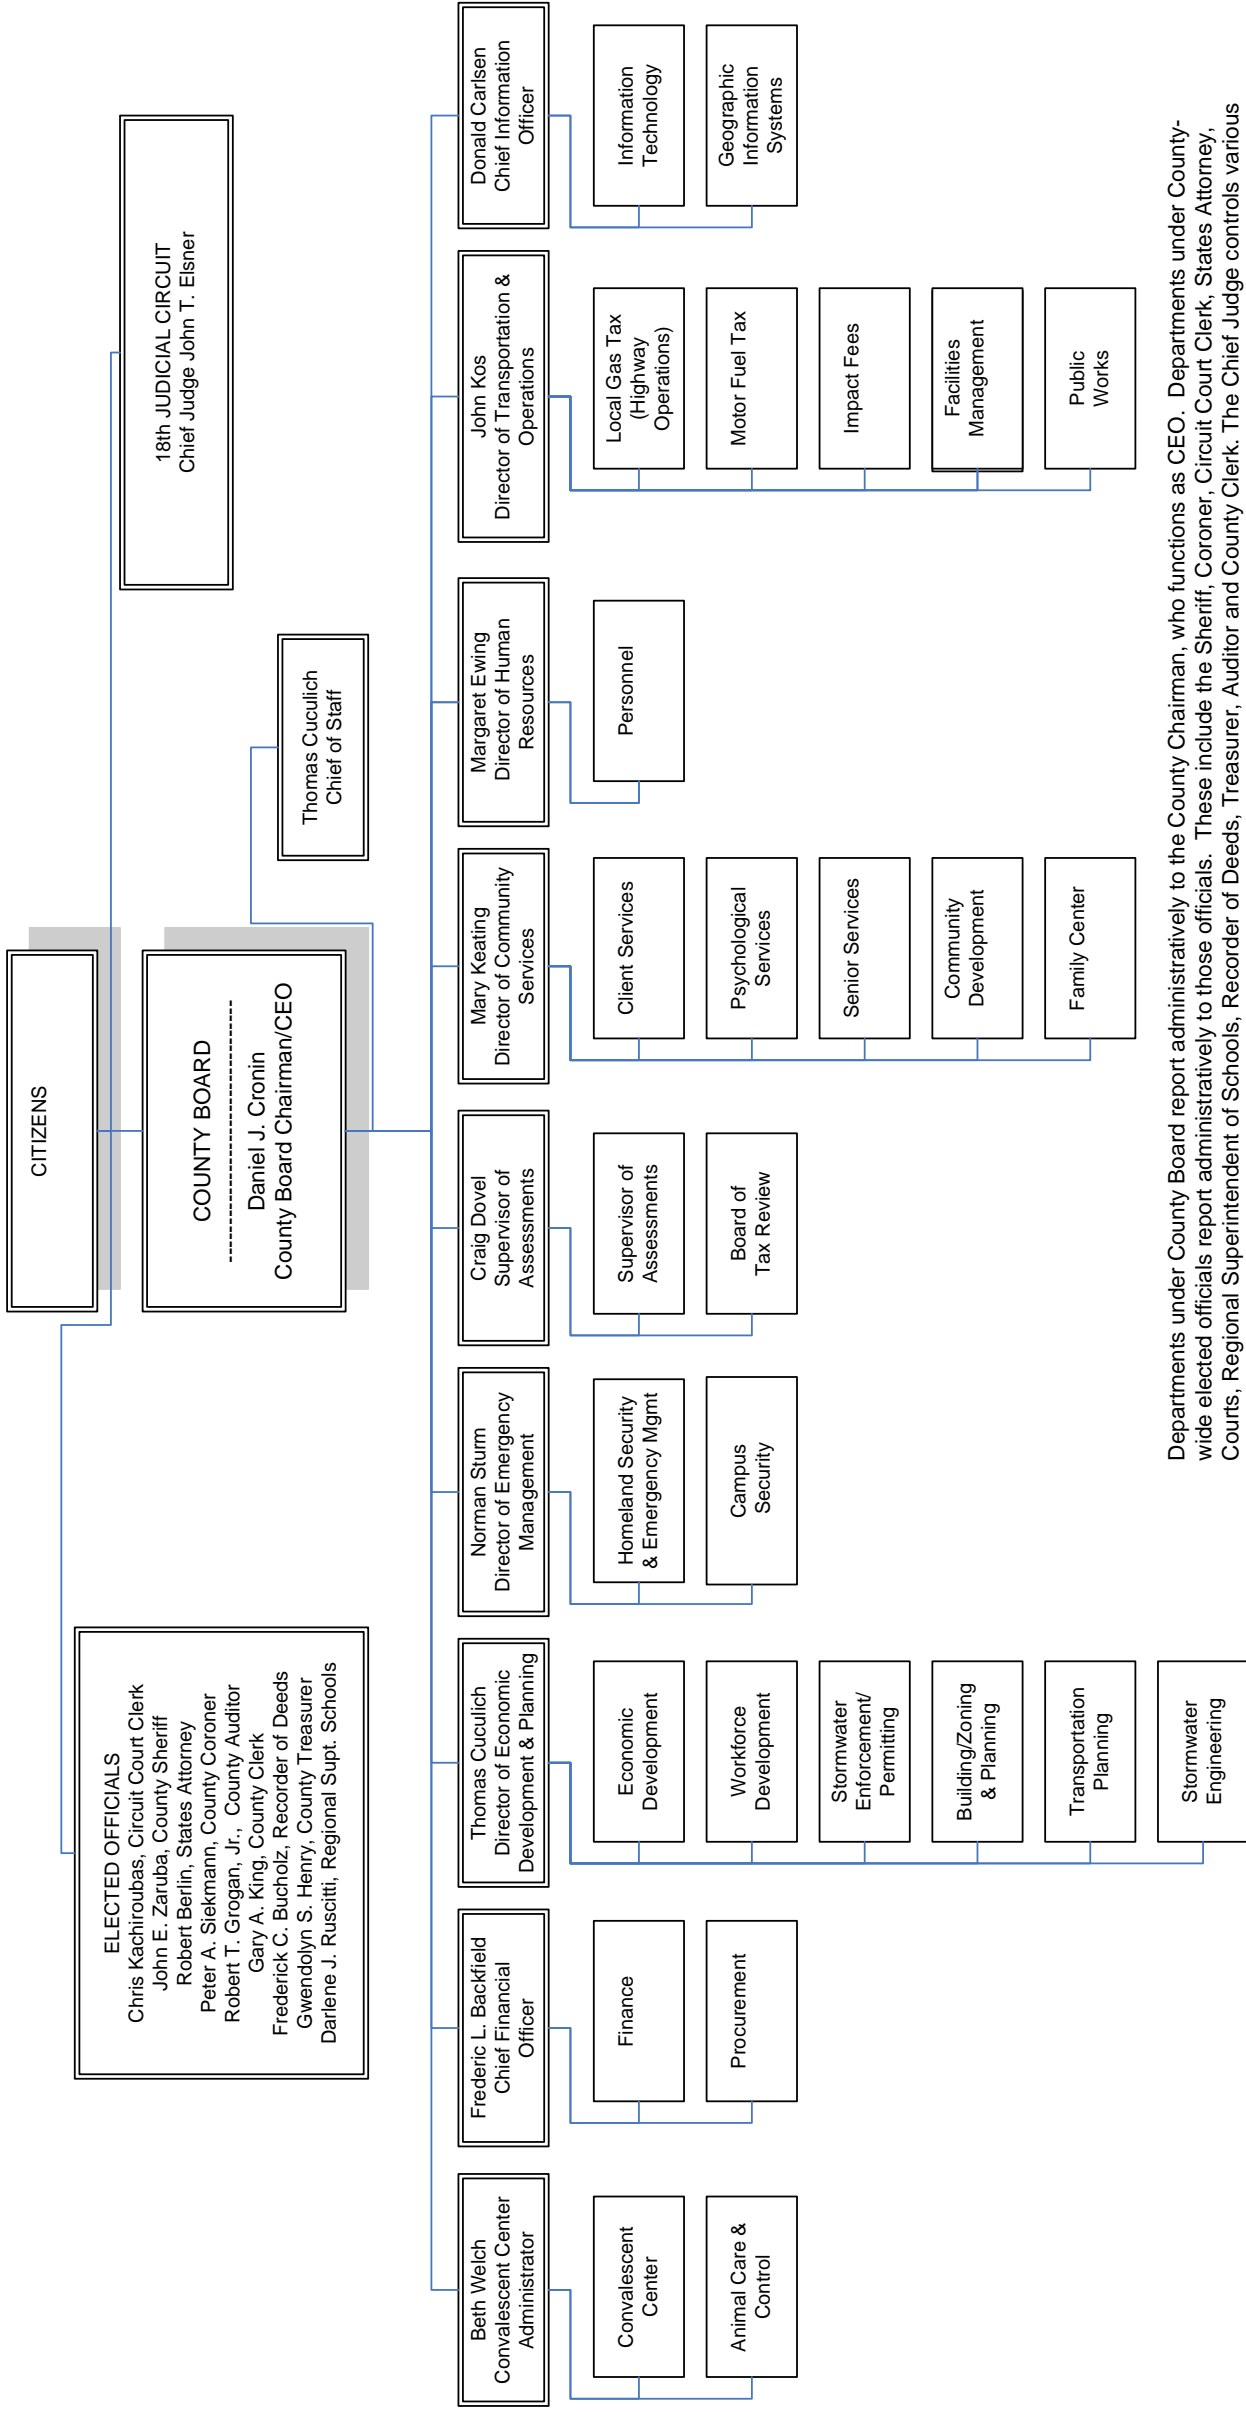 CITIZENS
ELECTED OFFICIALS
Chris Kachiroubas, Circuit Court Clerk
John E. Zaruba, County Sheriff
Robert Berlin, States Attorney
Peter A. Siekmann, County Coroner
Robert T. Grogan, Jr., County Auditor
Gary A. King, County Clerk
Frederick C. Bucholz, Recorder of Deeds
Gwendolyn S. Henry, County Treasurer
Darlene J. Ruscitti, Regional Supt. Schools
COUNTY BOARD
--------------------------------
Daniel J. Cronin
County Board Chairman/CEO
18th JUDICIAL CIRCUIT
Chief Judge John T. Elsner
Thomas Cuculich
Chief of Staff
Beth Welch
Convalescent Center
Administrator
Convalescent
Center
Animal Care &
Control
Frederic L. Backfield
Chief Financial
Officer
Finance
Procurement
Thomas Cuculich
Director of Economic
Development & Planning
Economic
Development
Workforce
Development
Stormwater
Enforcement/
Permitting
Building/Zoning
& Planning
Transportation
Planning
Stormwater
Engineering
Norman Sturm
Director of Emergency
Management
Homeland Security
& Emergency Mgmt
Campus
Security
Craig Dovel
Supervisor of
Assessments
Supervisor of
Assessments
Board of
Tax Review
Mary Keating
Director of Community
Services
Client Services
Psychological
Services
Senior Services
Community
Development
Family Center
Margaret Ewing
Director of Human
Resources
Personnel
John Kos
Director of Transportation &
Operations
Local Gas Tax
(Highway
Operations)
Motor Fuel Tax
Impact Fees
Facilities
Management
Public
Works
Donald Carlsen
Chief Information
Officer
Information
Technology
Geographic
Information
Systems
Departments under County Board report administratively to the County Chairman, who functions as CEO. Departments under County-
wide elected officials report administratively to those officials. These include the Sheriff, Coroner, Circuit Court Clerk, States Attorney,
Courts, Regional Superintendent of Schools, Recorder of Deeds, Treasurer, Auditor and County Clerk. The Chief Judge controls various